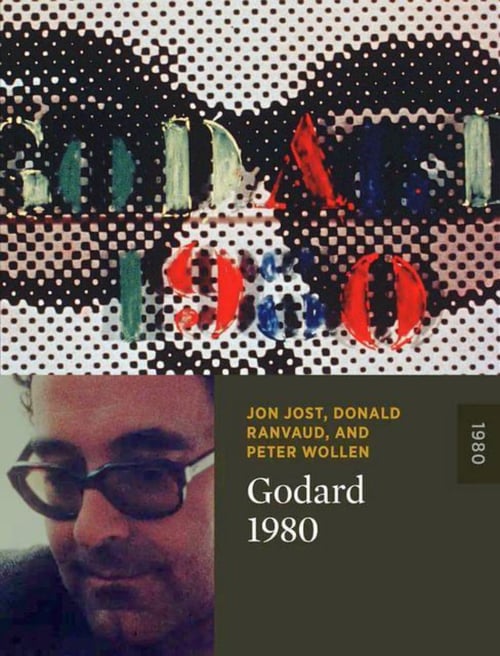 GODARD
1980
JON JOST, DONALD
RANVAUD, AND
PETER WOLLEN
1980
Godard
1980